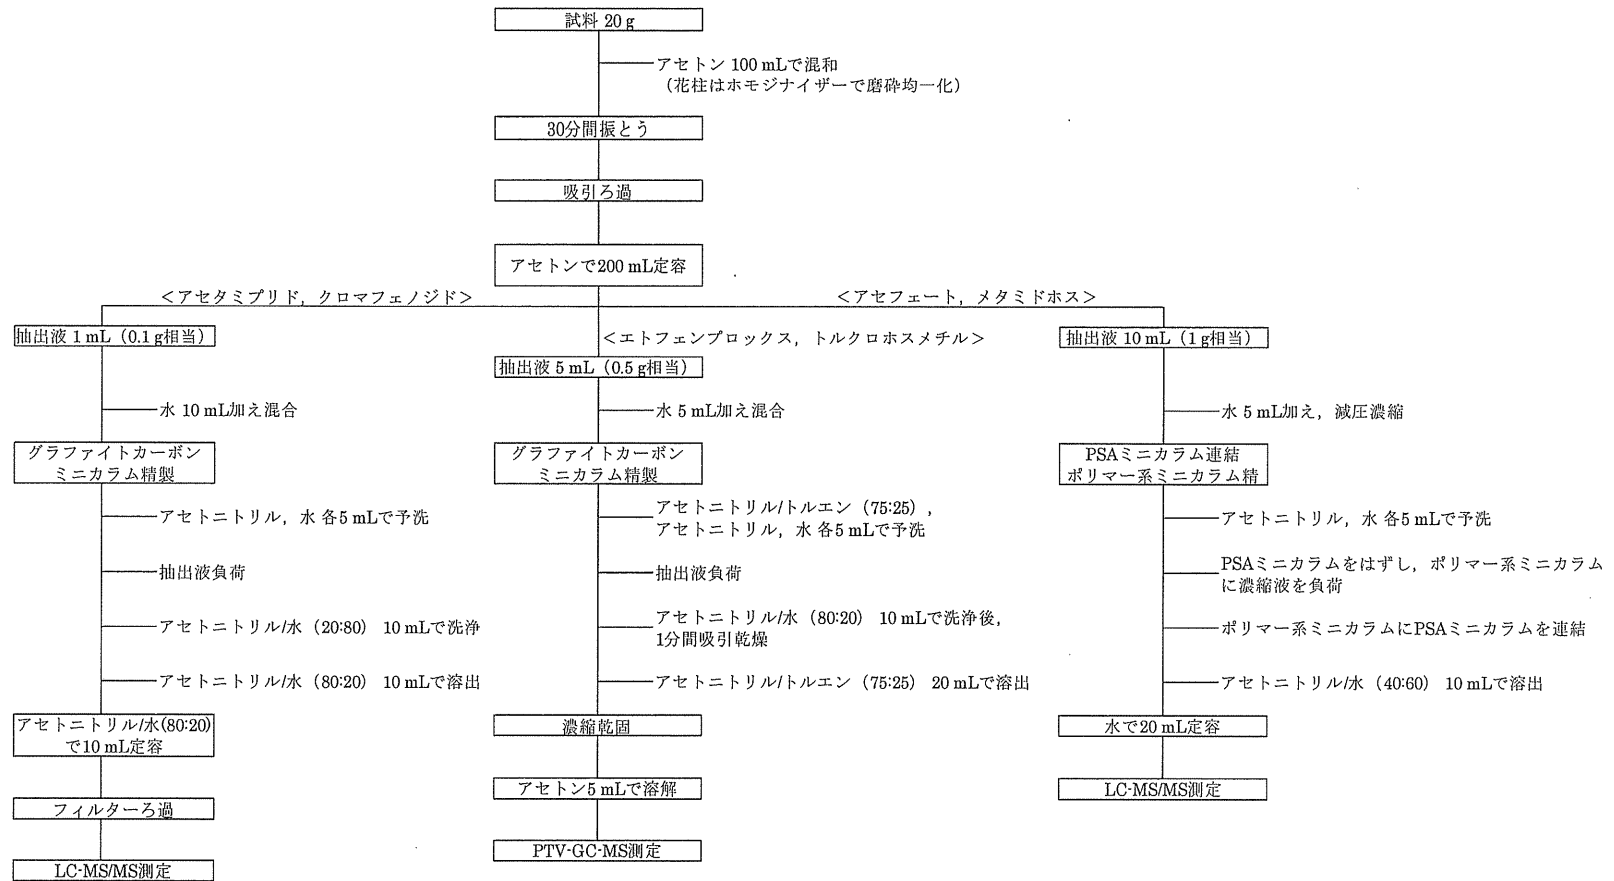 試料 20 g
アセトン 100 mLで混和
（花柱はホモジナイザーで磨砕均一化）
30分間振とう
吸引ろ過
アセトンで200 mL定容
＜アセタミプリド，クロマフェノジド＞
抽出液 1 mL（0.1 g相当）
水 10 mL加え混合
グラファイトカーボン
ミニカラム精製
アセトニトリル，水 各5 mLで予洗
抽出液負荷
アセトニトリル/水（20:80） 10 mLで洗浄
アセトニトリル/水（80:20） 10 mLで溶出
アセトニトリル/水(80:20)
で10 mL定容
フィルターろ過
LC-MS/MS測定
＜エトフェンプロックス，トルクロホスメチル＞
抽出液 5 mL（0.5 g相当）
水 5 mL加え混合
グラファイトカーボン
ミニカラム精製
アセトニトリル/トルエン（75:25），
アセトニトリル，水 各5 mLで予洗
抽出液負荷
アセトニトリル/水（80:20） 10 mLで洗浄後，
1分間吸引乾燥
アセトニトリル/トルエン（75:25） 20 mLで溶出
濃縮乾固
アセトン5 mLで溶解
PTV-GC-MS測定
＜アセフェート，メタミドホス＞
抽出液 10 mL（1 g相当）
水 5 mL加え，減圧濃縮
PSAミニカラム連結
ポリマー系ミニカラム精
アセトニトリル，水 各5 mLで予洗
PSAミニカラムをはずし，ポリマー系ミニカラム
に濃縮液を負荷
ポリマー系ミニカラムにPSAミニカラムを連結
アセトニトリル/水（40:60） 10 mLで溶出
水で20 mL定容
LC-MS/MS測定